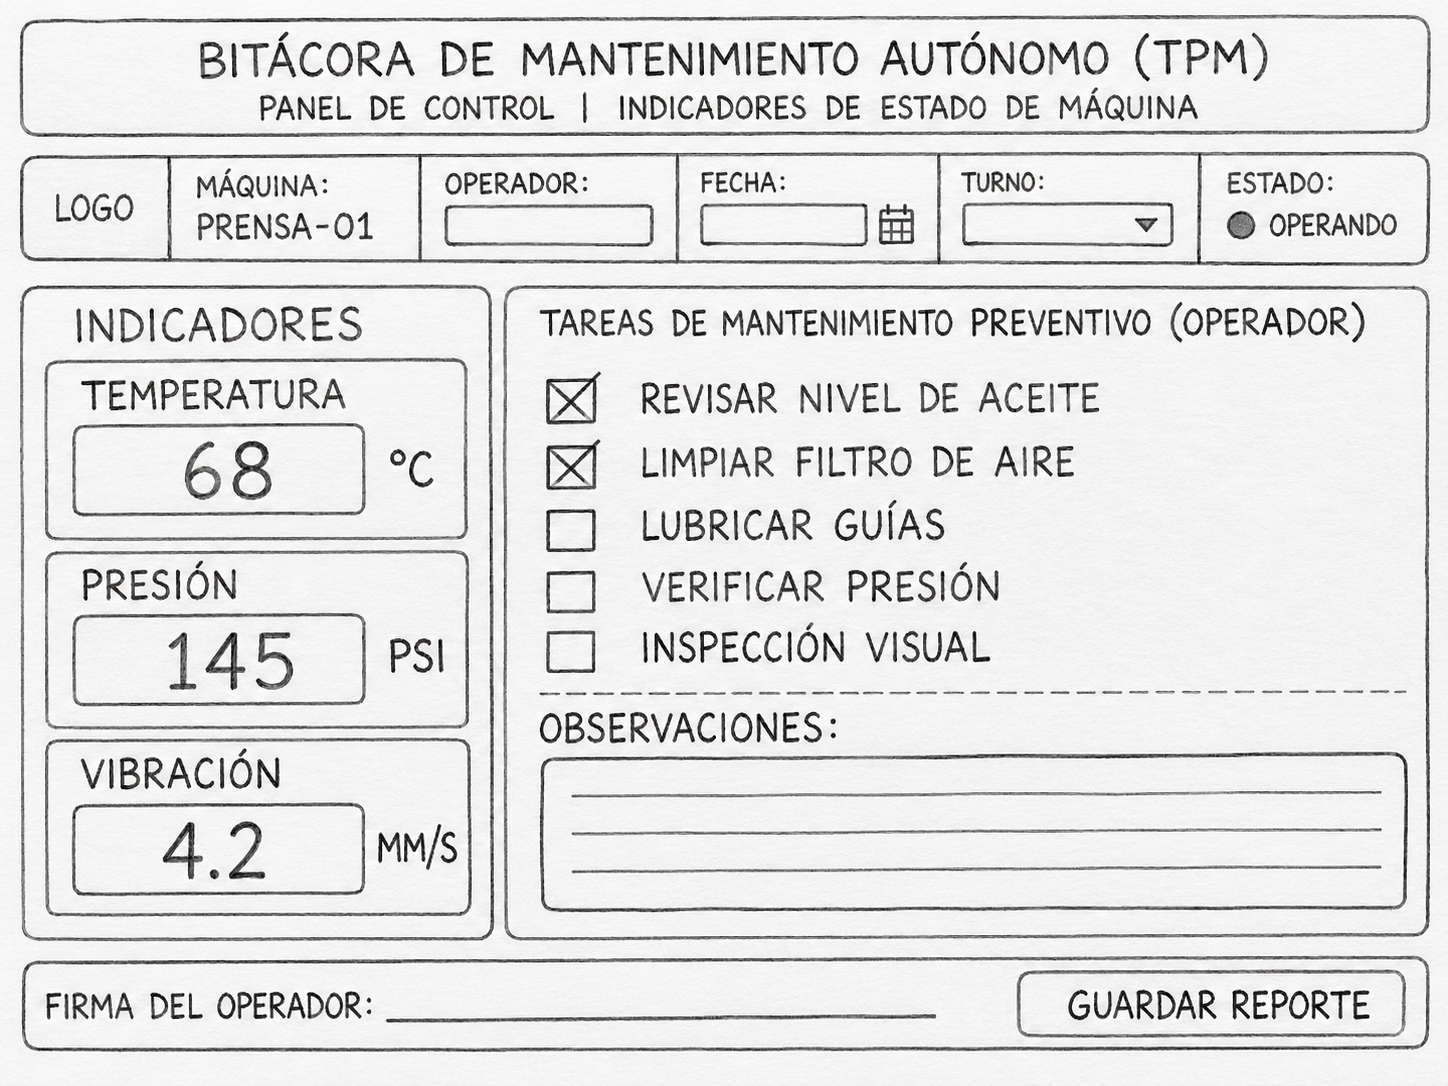 BITÁCORA DE MANTENIMIENTO AUTÓNOMO (TPM)
PANEL DE CONTROL | INDICADORES DE ESTADO DE MÁQUINA
LOGO
MÁQUINA:
PRENSA-01
OPERADOR:
FECHA:
TURNO:
ESTADO:
OPERANDO
INDICADORES
TEMPERATURA
68 °C
PRESIÓN
145 PSI
VIBRACIÓN
4.2 MM/S
TAREAS DE MANTENIMIENTO PREVENTIVO (OPERADOR)
REVISAR NIVEL DE ACEITE
LIMPIAR FILTRO DE AIRE
LUBRICAR GUÍAS
VERIFICAR PRESIÓN
INSPECCIÓN VISUAL
OBSERVACIONES:
FIRMA DEL OPERADOR:
GUARDAR REPORTE